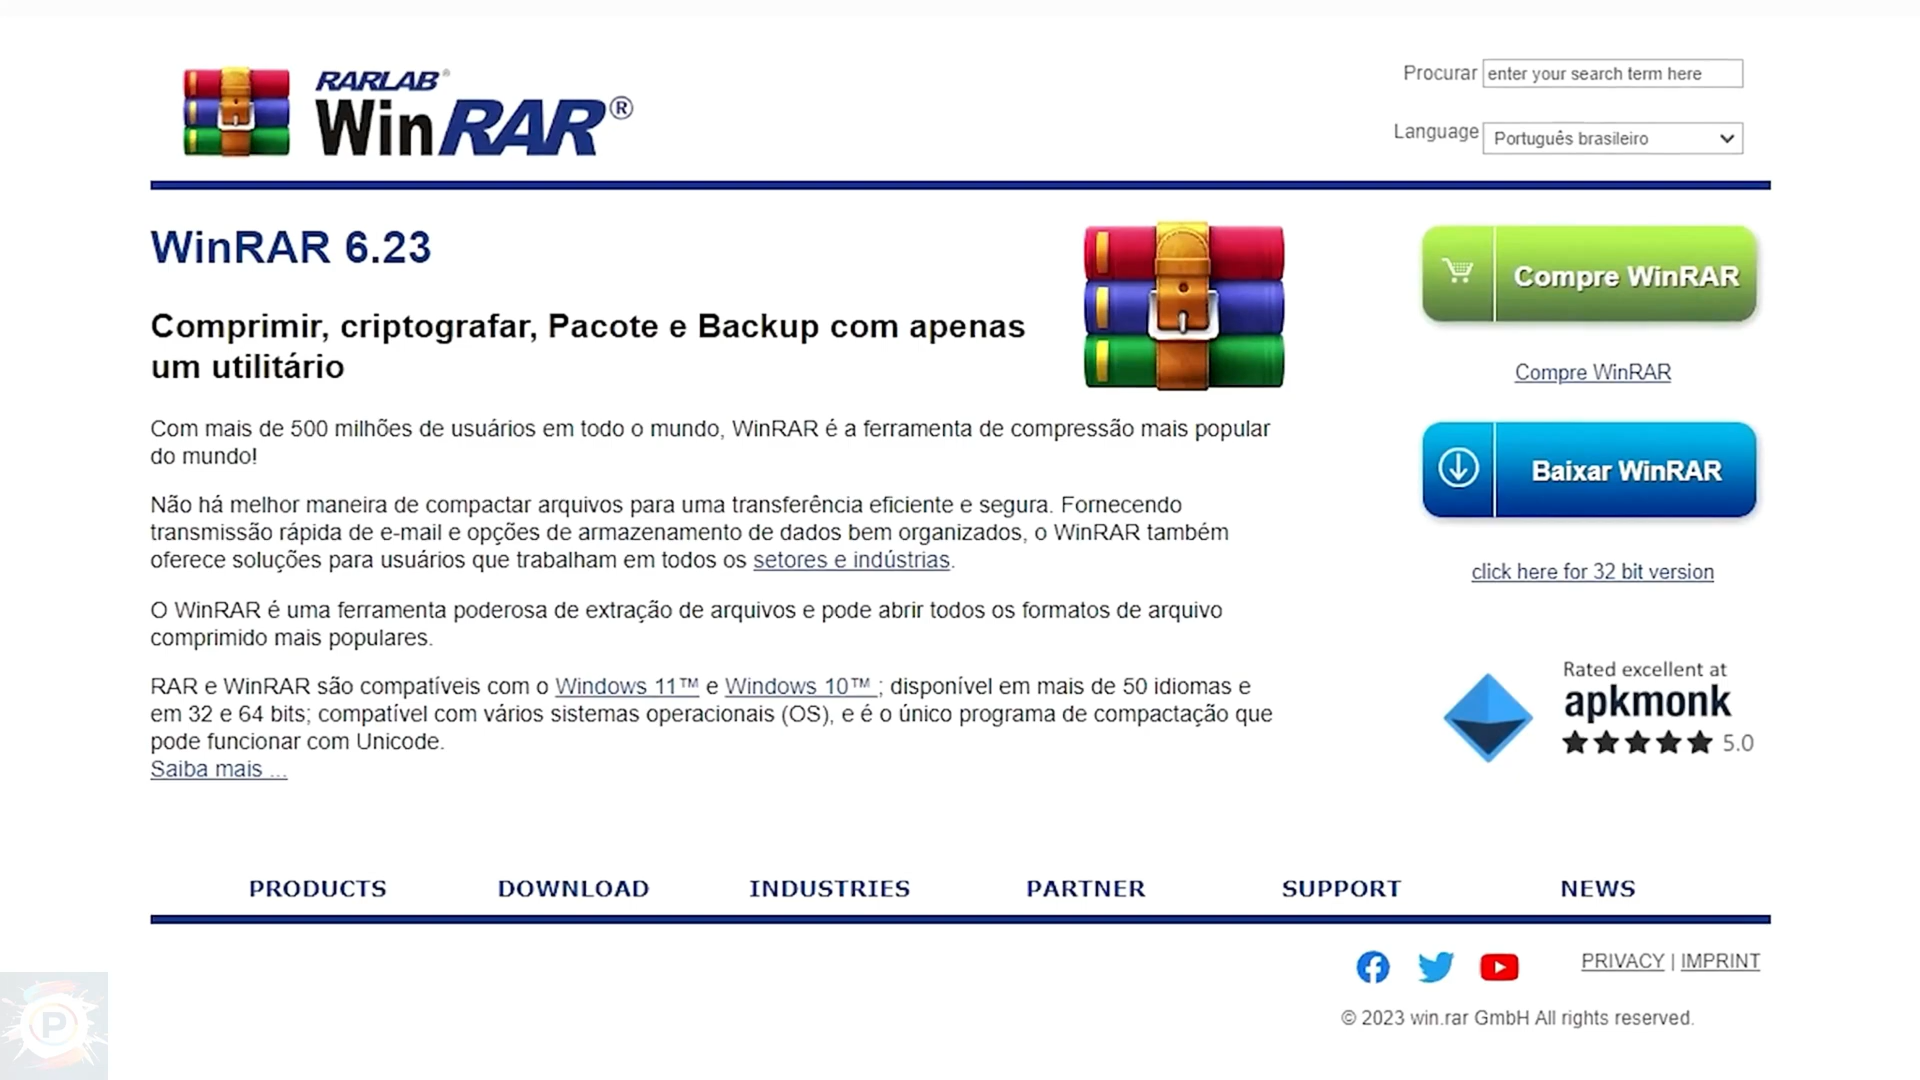 RARLAB®
WinRAR®
Procurar enter your search term here
Language Português brasileiro
WinRAR 6.23
Comprimir, criptografar, Pacote e Backup com apenas
um utilitário
Com mais de 500 milhões de usuários em todo o mundo, WinRAR é a ferramenta de compressão mais popular
do mundo!
Não há melhor maneira de compactar arquivos para uma transferência eficiente e segura. Fornecendo
transmissão rápida de e-mail e opções de armazenamento de dados bem organizados, o WinRAR também
oferece soluções para usuários que trabalham em todos os setores e indústrias.
O WinRAR é uma ferramenta poderosa de extração de arquivos e pode abrir todos os formatos de arquivo
comprimido mais populares.
RAR e WinRAR são compatíveis com o Windows 11™ e Windows 10™ ; disponível em mais de 50 idiomas e
em 32 e 64 bits; compatível com vários sistemas operacionais (OS), e é o único programa de compactação que
pode funcionar com Unicode.
Saiba mais ...
Compre WinRAR
Compre WinRAR
Baixar WinRAR
click here for 32 bit version
Rated excellent at
apkmonk
5.0
PRODUCTS DOWNLOAD INDUSTRIES PARTNER SUPPORT NEWS
PRIVACY | IMPRINT
© 2023 win.rar GmbH All rights reserved.
P